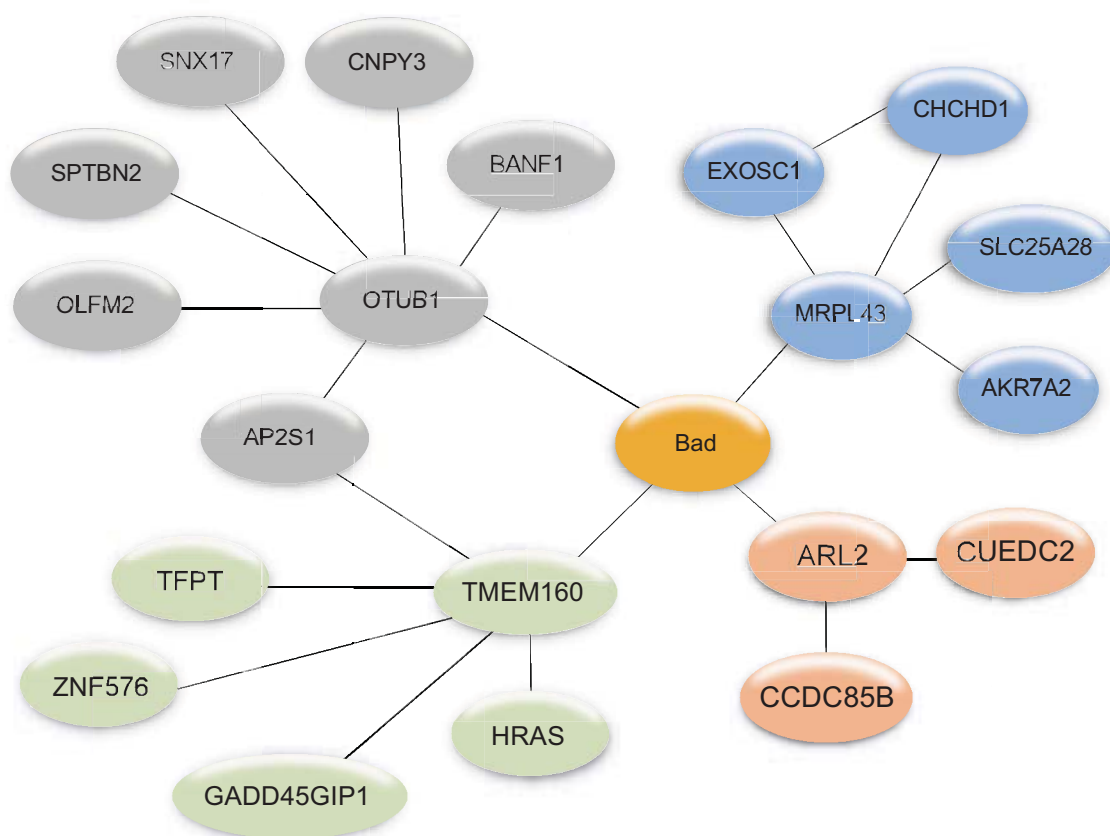 SNX17
CNPY3
CHCHD1
BANF1
EXOSC1
SPTBN2
SLC25A28
OLFM2
OTUB1
MRPL43
AKR7A2
AP2S1
Bad
ARL2
CUEDC2
TFPT
TMEM160
ZNF576
CCDC85B
HRAS
GADD45GIP1